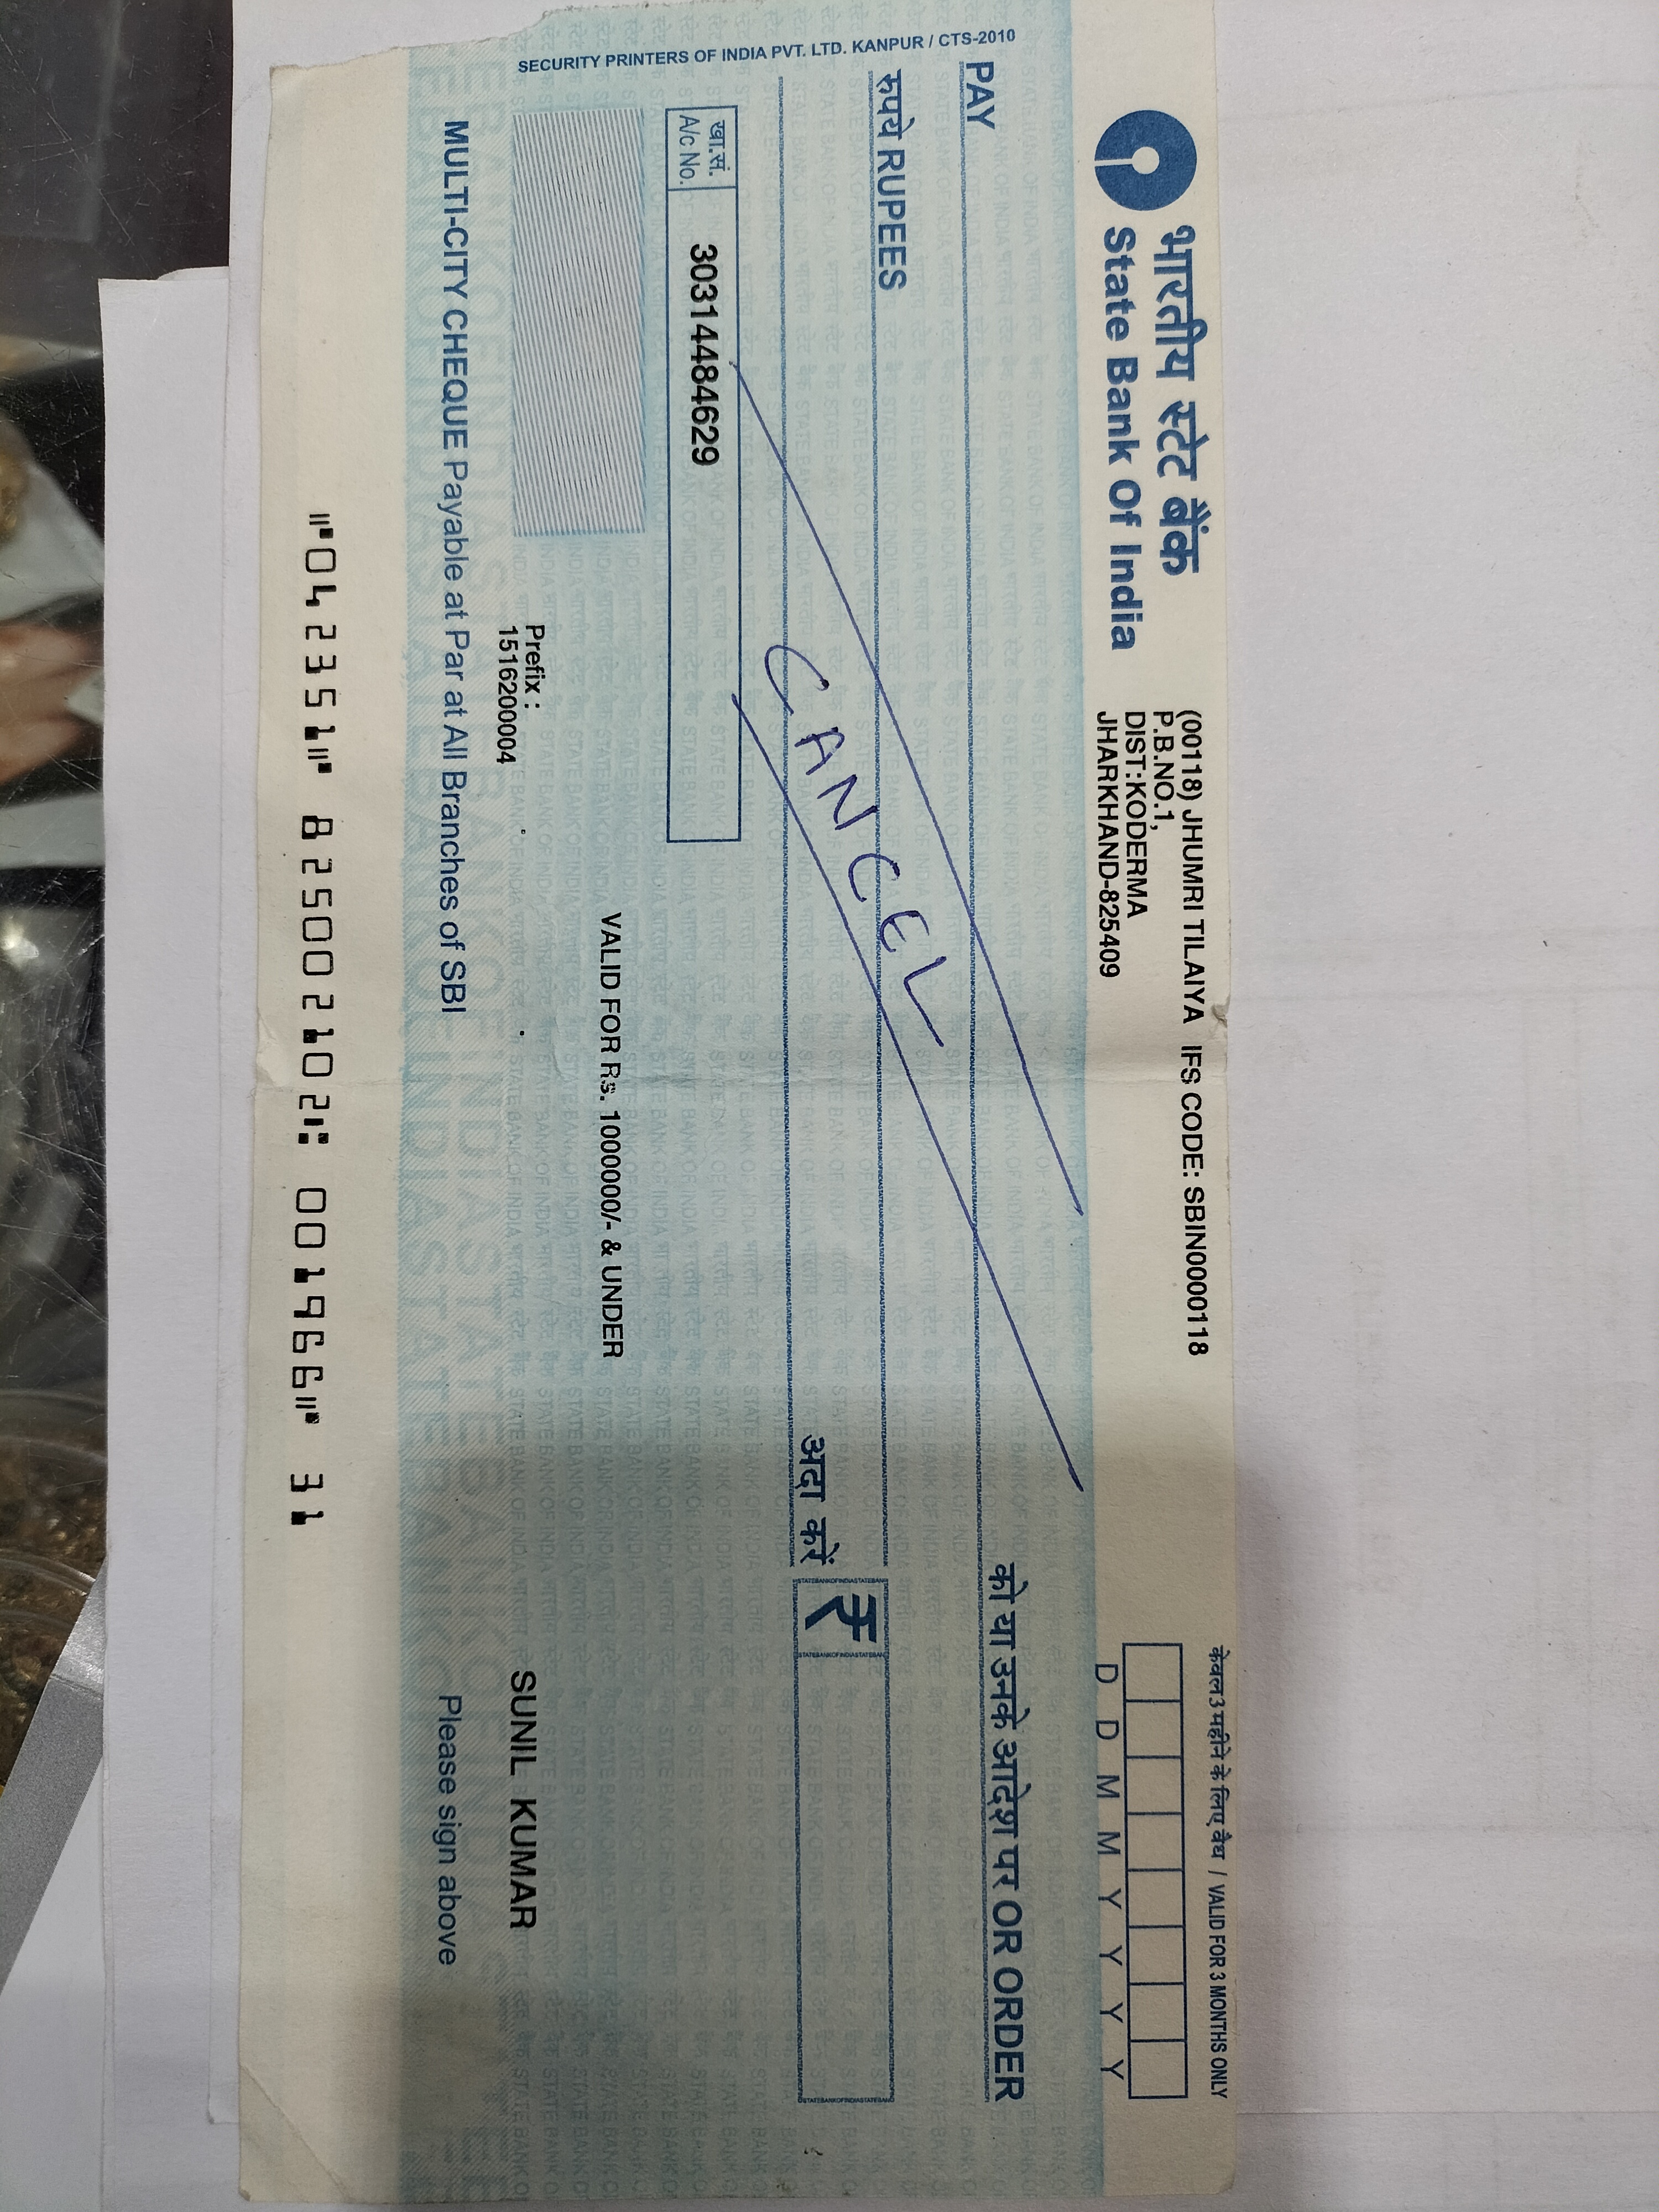 भारतीय स्टेट बैंक
State Bank Of India
(00118) JHUMRI TILAIYA IFS CODE: SBIN0000118
P.B.NO.1,
DIST:KODERMA
JHARKHAND-825409
केवल 3 महीने के लिए वैध / VALID FOR 3 MONTHS ONLY
D D M M Y Y Y Y
PAY
को या उनके आदेश पर OR ORDER
रुपये RUPEES
CANCEL
अदा करें
₹
खा.सं.
A/c No.
30314484629
VALID FOR Rs. 100000/- & UNDER
Prefix :
1516200004
SUNIL KUMAR
MULTI-CITY CHEQUE Payable at Par at All Branches of SBI
Please sign above
⑈042351⑈ 825002102⑆ 001966⑈ 31
SECURITY PRINTERS OF INDIA PVT. LTD. KANPUR / CTS-2010